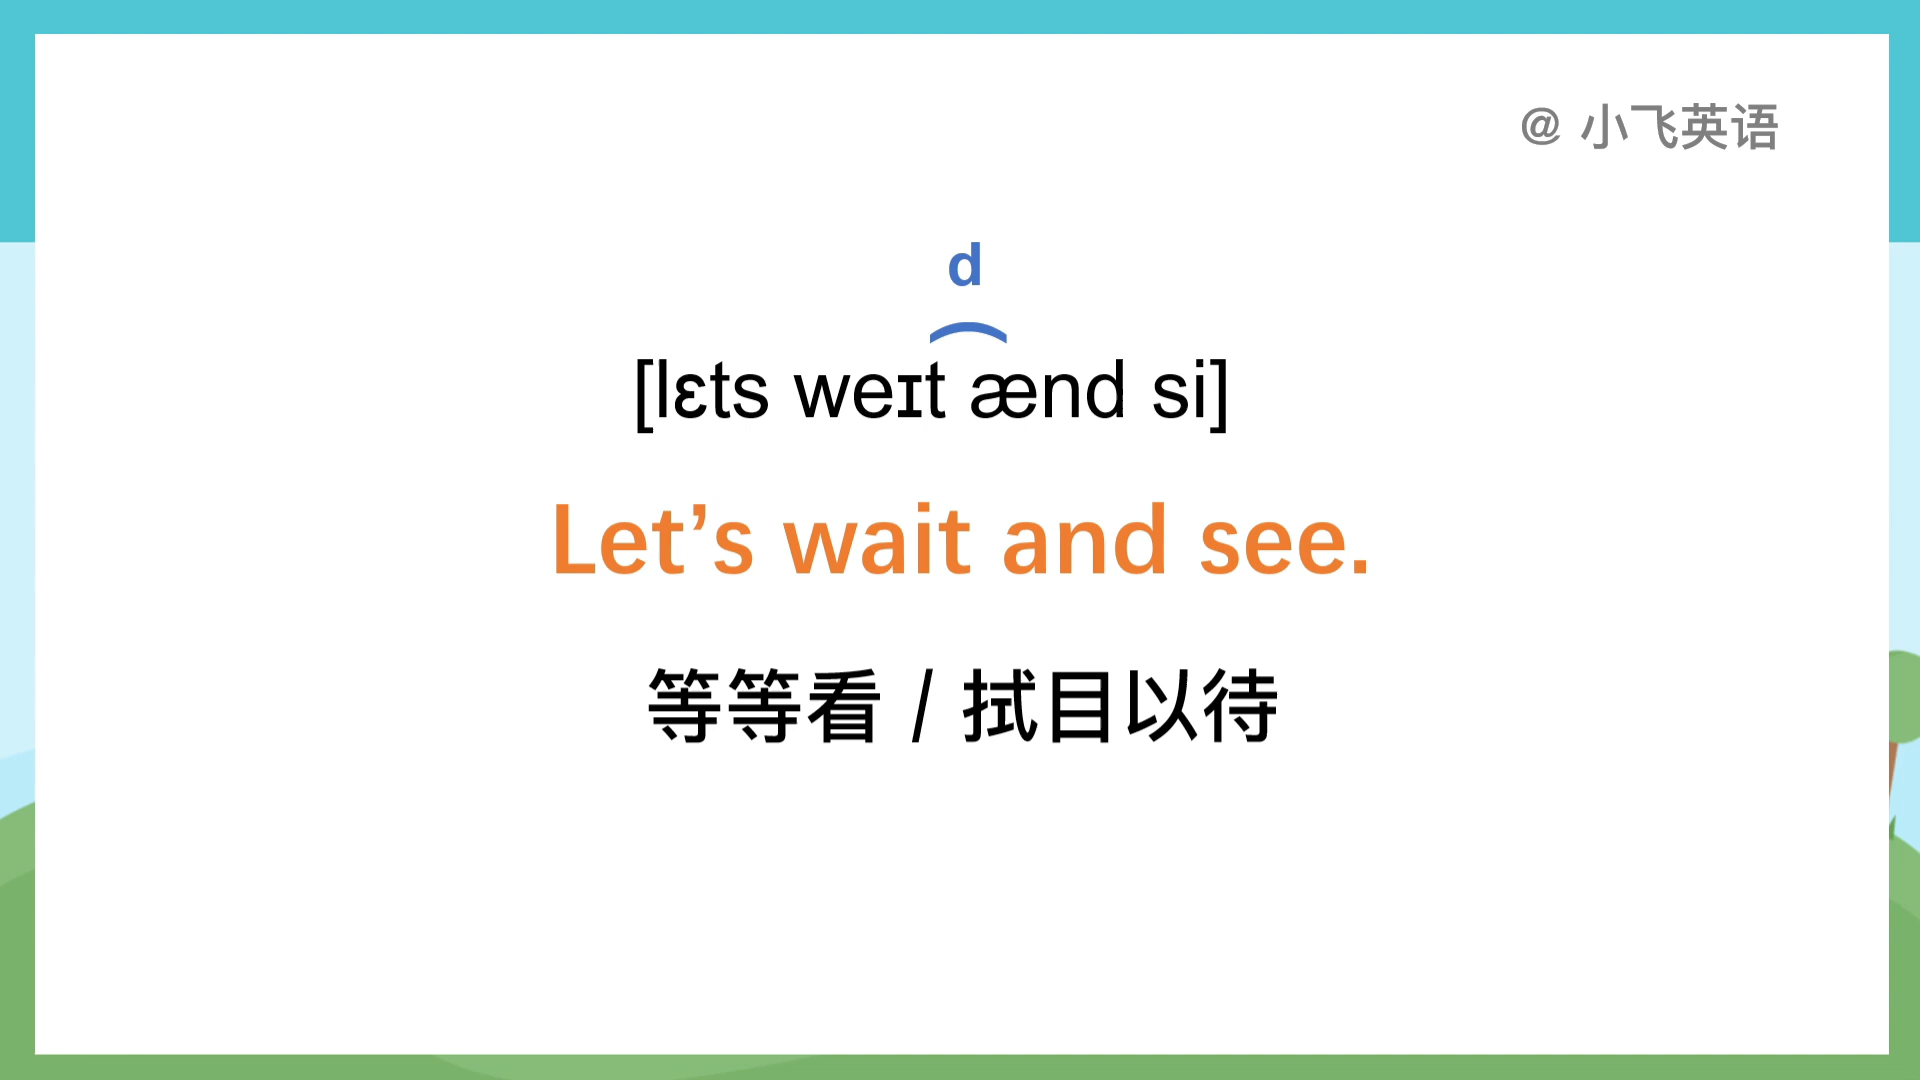 @ 小飞英语
d
[lɛts weɪt ænd si]
Let’s wait and see.
等等看 / 拭目以待